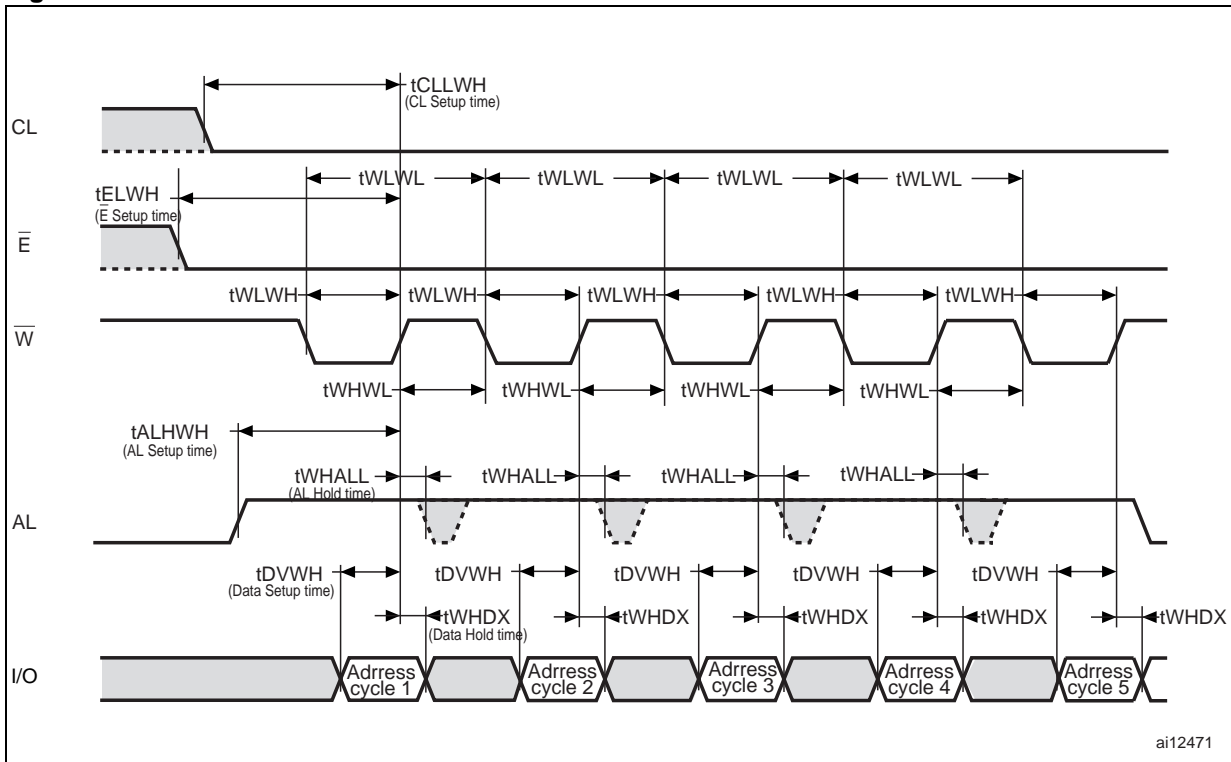 tCLLWH
(CL Setup time)
CL
tWLWL tWLWL tWLWL tWLWL
tELWH
(E̅ Setup time)
E̅
tWLWH tWLWH tWLWH tWLWH tWLWH
W̅
tWHWL tWHWL tWHWL tWHWL
tALHWH
(AL Setup time)
tWHALL tWHALL tWHALL tWHALL
(AL Hold time)
AL
tDVWH tDVWH tDVWH tDVWH tDVWH
(Data Setup time)
tWHDX tWHDX tWHDX tWHDX tWHDX
(Data Hold time)
I/O
Adrress Adrress Adrress Adrress Adrress
cycle 1 cycle 2 cycle 3 cycle 4 cycle 5
ai12471